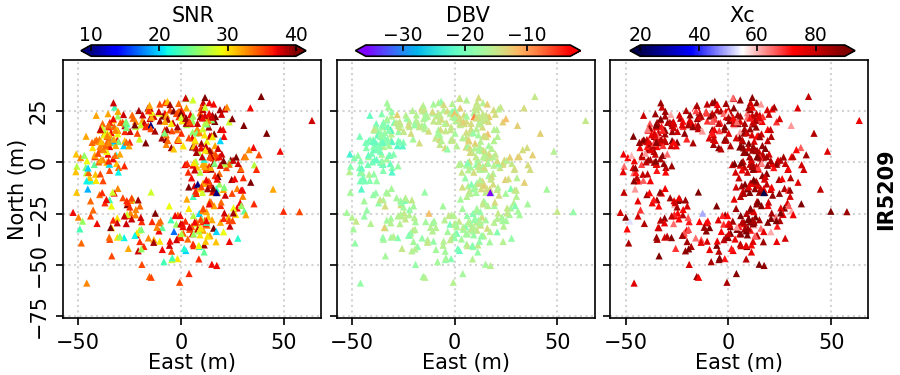 SNR DBV Xc
10 20 30 40 −30 −20 −10 20 40 60 80
North (m)
25
0
−25
−50
−75
IR5209
−50 0 50 −50 0 50 −50 0 50
East (m) East (m) East (m)